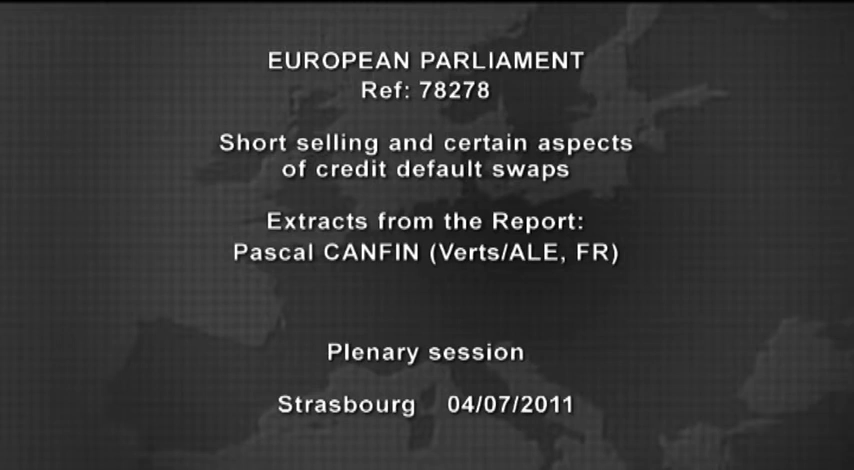 EUROPEAN PARLIAMENT
Ref: 78278
Short selling and certain aspects
of credit default swaps
Extracts from the Report:
Pascal CANFIN (Verts/ALE, FR)
Plenary session
Strasbourg 04/07/2011